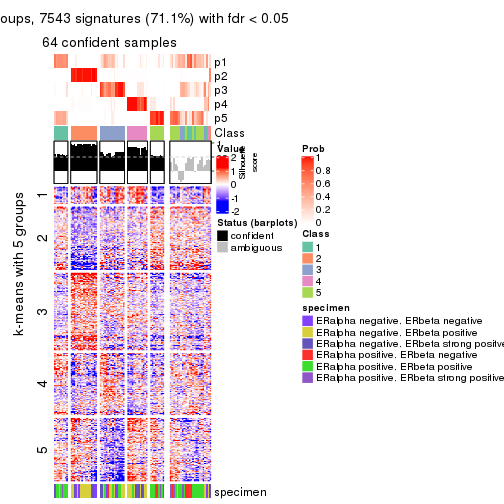 oups, 7543 signatures (71.1%) with fdr < 0.05
64 confident samples
p1
p2
p3
p4
p5
Class
Silhouette
score
1
Value
2
1
0
-1
-2
Status (barplots)
confident
ambiguous
Prob
1
0.8
0.6
0.4
0.2
0
Class
1
2
3
4
5
specimen
ERalpha negative. ERbeta negative
ERalpha negative. ERbeta positive
ERalpha negative. ERbeta strong positive
ERalpha positive. ERbeta negative
ERalpha positive. ERbeta positive
ERalpha positive. ERbeta strong positive
k-means with 5 groups
1
2
3
4
5
specimen